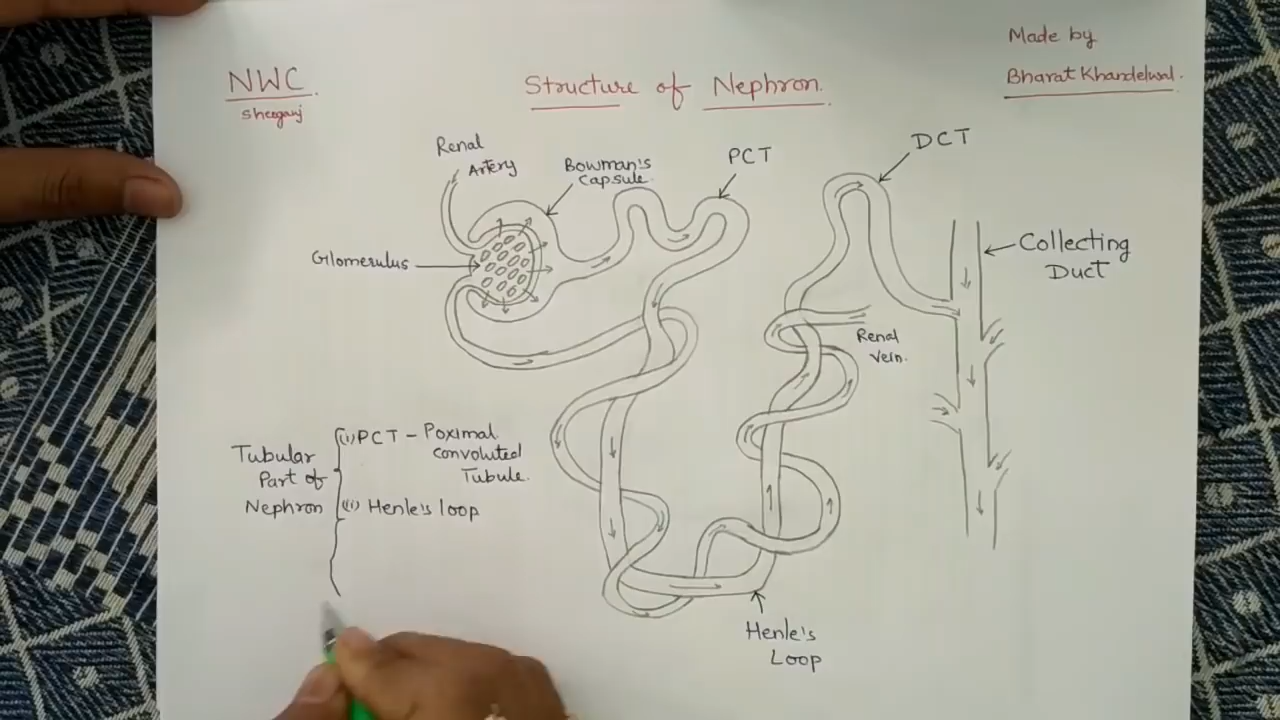 NWC
Sheeganj
Structure of Nephron.
Made by
Bharat Khandelwal.
Renal
Artery
Bowman's
Capsule.
PCT
DCT
Glomerulus
Collecting
Duct
Renal
vein.
Tubular
Part of
Nephron
(i) PCT - Poximal
convoluted
Tubule.
(ii) Henle's loop
Henle's
Loop